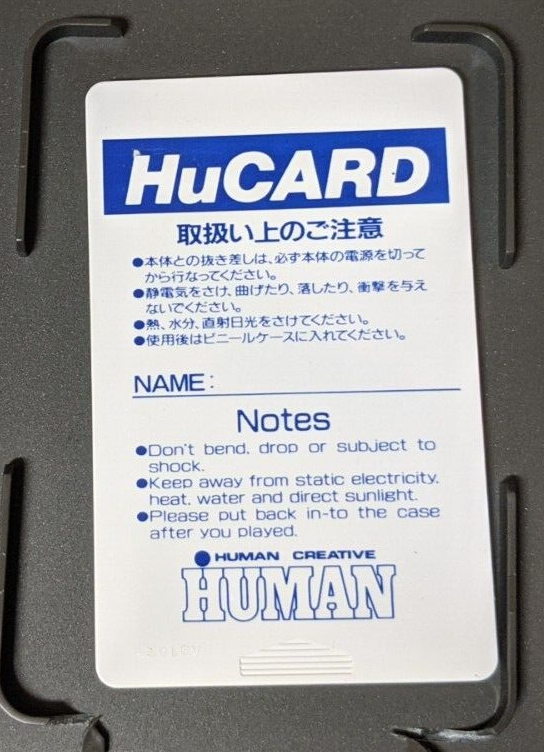 HuCARD
取扱い上のご注意
●本体との抜き差しは、必ず本体の電源を切って
から行なってください。
●静電気をさけ、曲げたり、落したり、衝撃を与え
ないでください。
●熱、水分、直射日光をさけてください。
●使用後はビニールケースに入れてください。
NAME:
Notes
●Don't bend, drop or subject to
shock.
●Keep away from static electricity,
heat, water and direct sunlight.
●Please put back in-to the case
after you played.
HUMAN CREATIVE
HUMAN